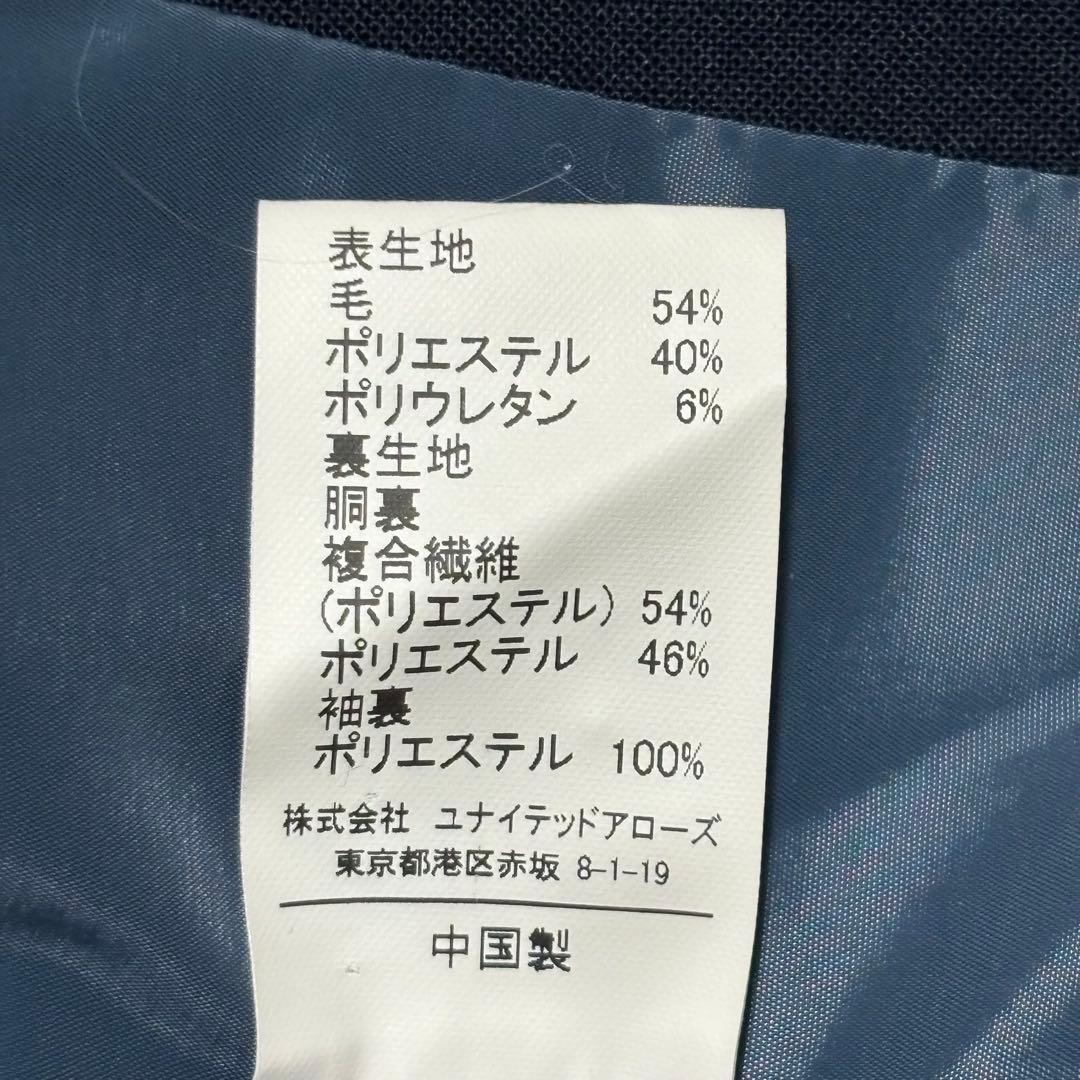 表生地
毛 54%
ポリエステル 40%
ポリウレタン 6%
裏生地
胴裏
複合繊維
(ポリエステル) 54%
ポリエステル 46%
袖裏
ポリエステル 100%
株式会社 ユナイテッドアローズ
東京都港区赤坂 8-1-19
中国製